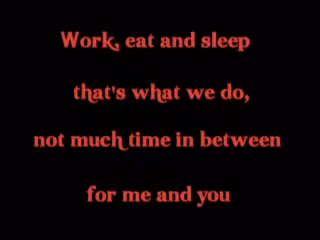 Work, eat and sleep
that's what we do,
not much time in between
for me and you